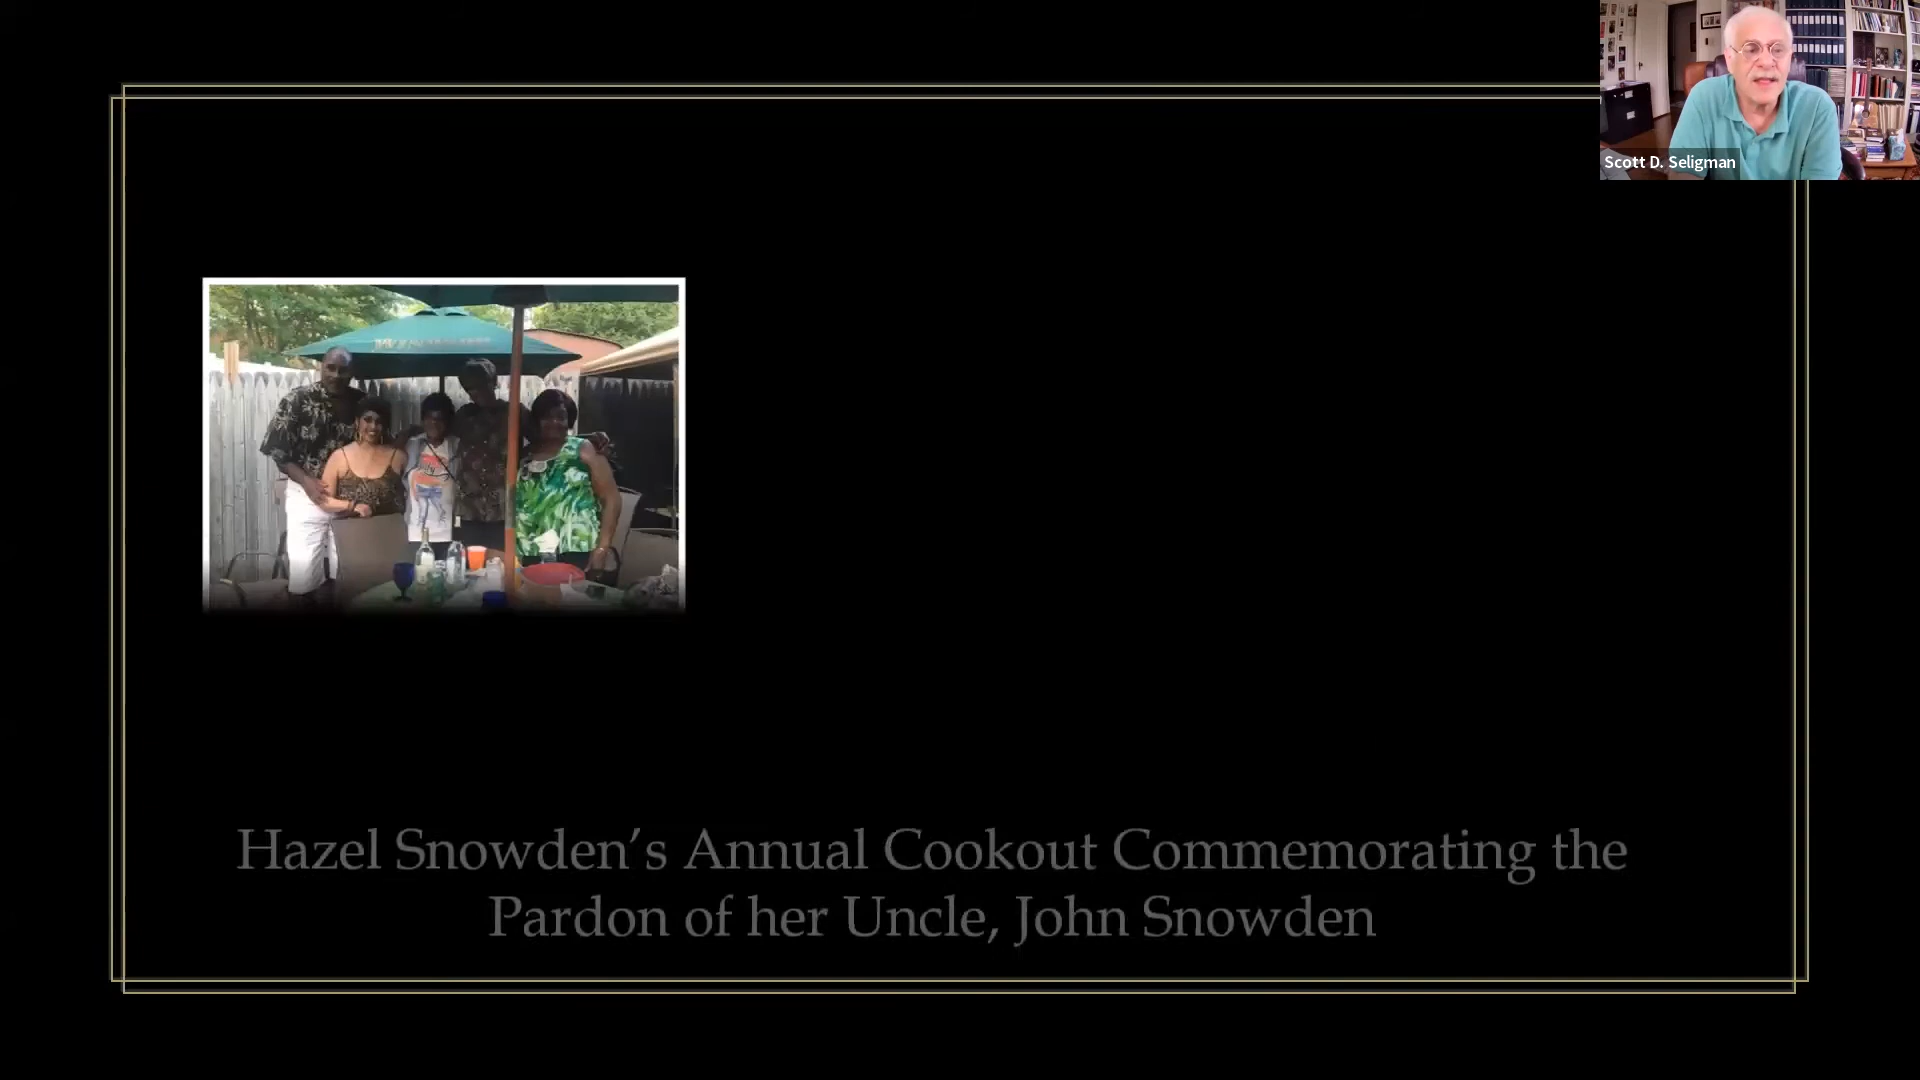 Scott D. Seligman
Hazel Snowden’s Annual Cookout Commemorating the
Pardon of her Uncle, John Snowden